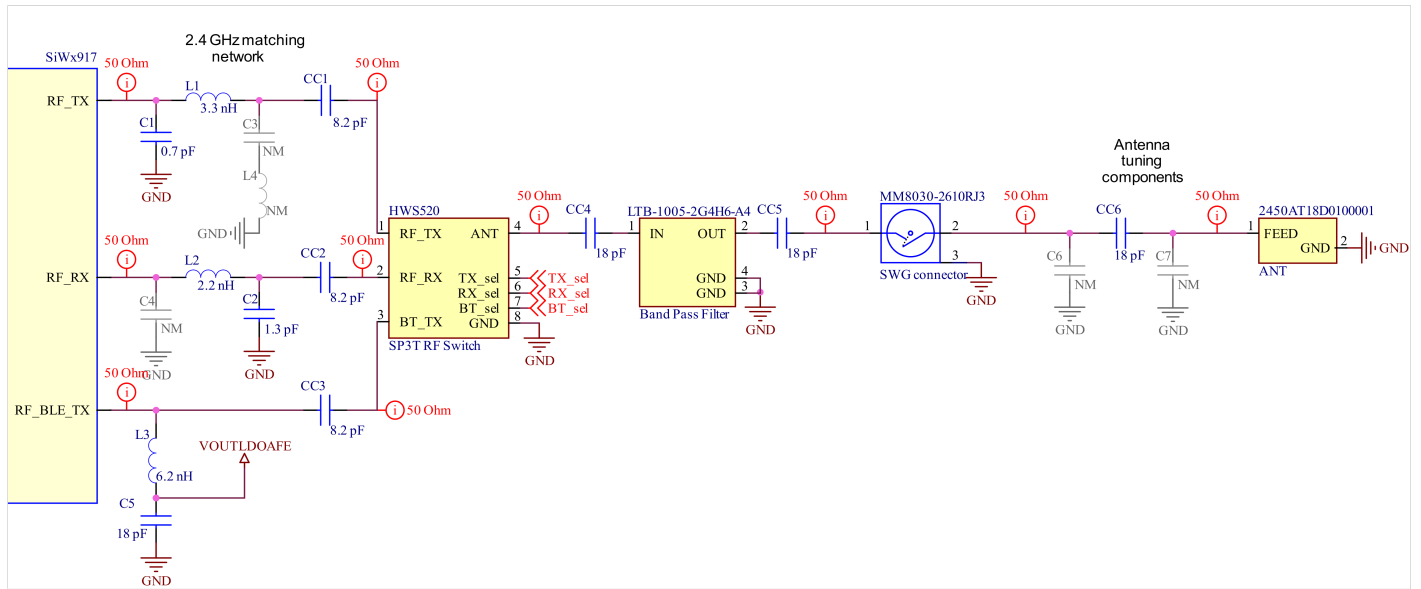 2.4 GHz matching
network
SiWx917
50 Ohm
50 Ohm
RF_TX
L1
3.3 nH
CC1
8.2 pF
C1
0.7 pF
GND
C3
NM
L4
NM
GND
RF_RX
50 Ohm
L2
2.2 nH
CC2
8.2 pF
50 Ohm
C4
NM
GND
C2
1.3 pF
GND
RF_BLE_TX
50 Ohm
CC3
8.2 pF
50 Ohm
L3
6.2 nH
VOUTLDOAFE
C5
18 pF
GND
HWS520
1 RF_TX ANT 4
2 RF_RX
TX_sel 5 TX_sel
RX_sel 6 RX_sel
BT_sel 7 BT_sel
3 BT_TX GND 8
SP3T RF Switch
GND
50 Ohm
CC4
18 pF
LTB-1005-2G4H6-A4
1 IN OUT 2
GND 4
GND 3
Band Pass Filter
GND
CC5
18 pF
50 Ohm
MM8030-2610RJ3
1 2
3
SWG connector
GND
50 Ohm
Antenna
tuning
components
C6
NM
GND
CC6
18 pF
C7
NM
GND
50 Ohm
2450AT18D0100001
1 FEED
GND 2 GND
ANT
i
i
i
i
i
i
i
i
i
i